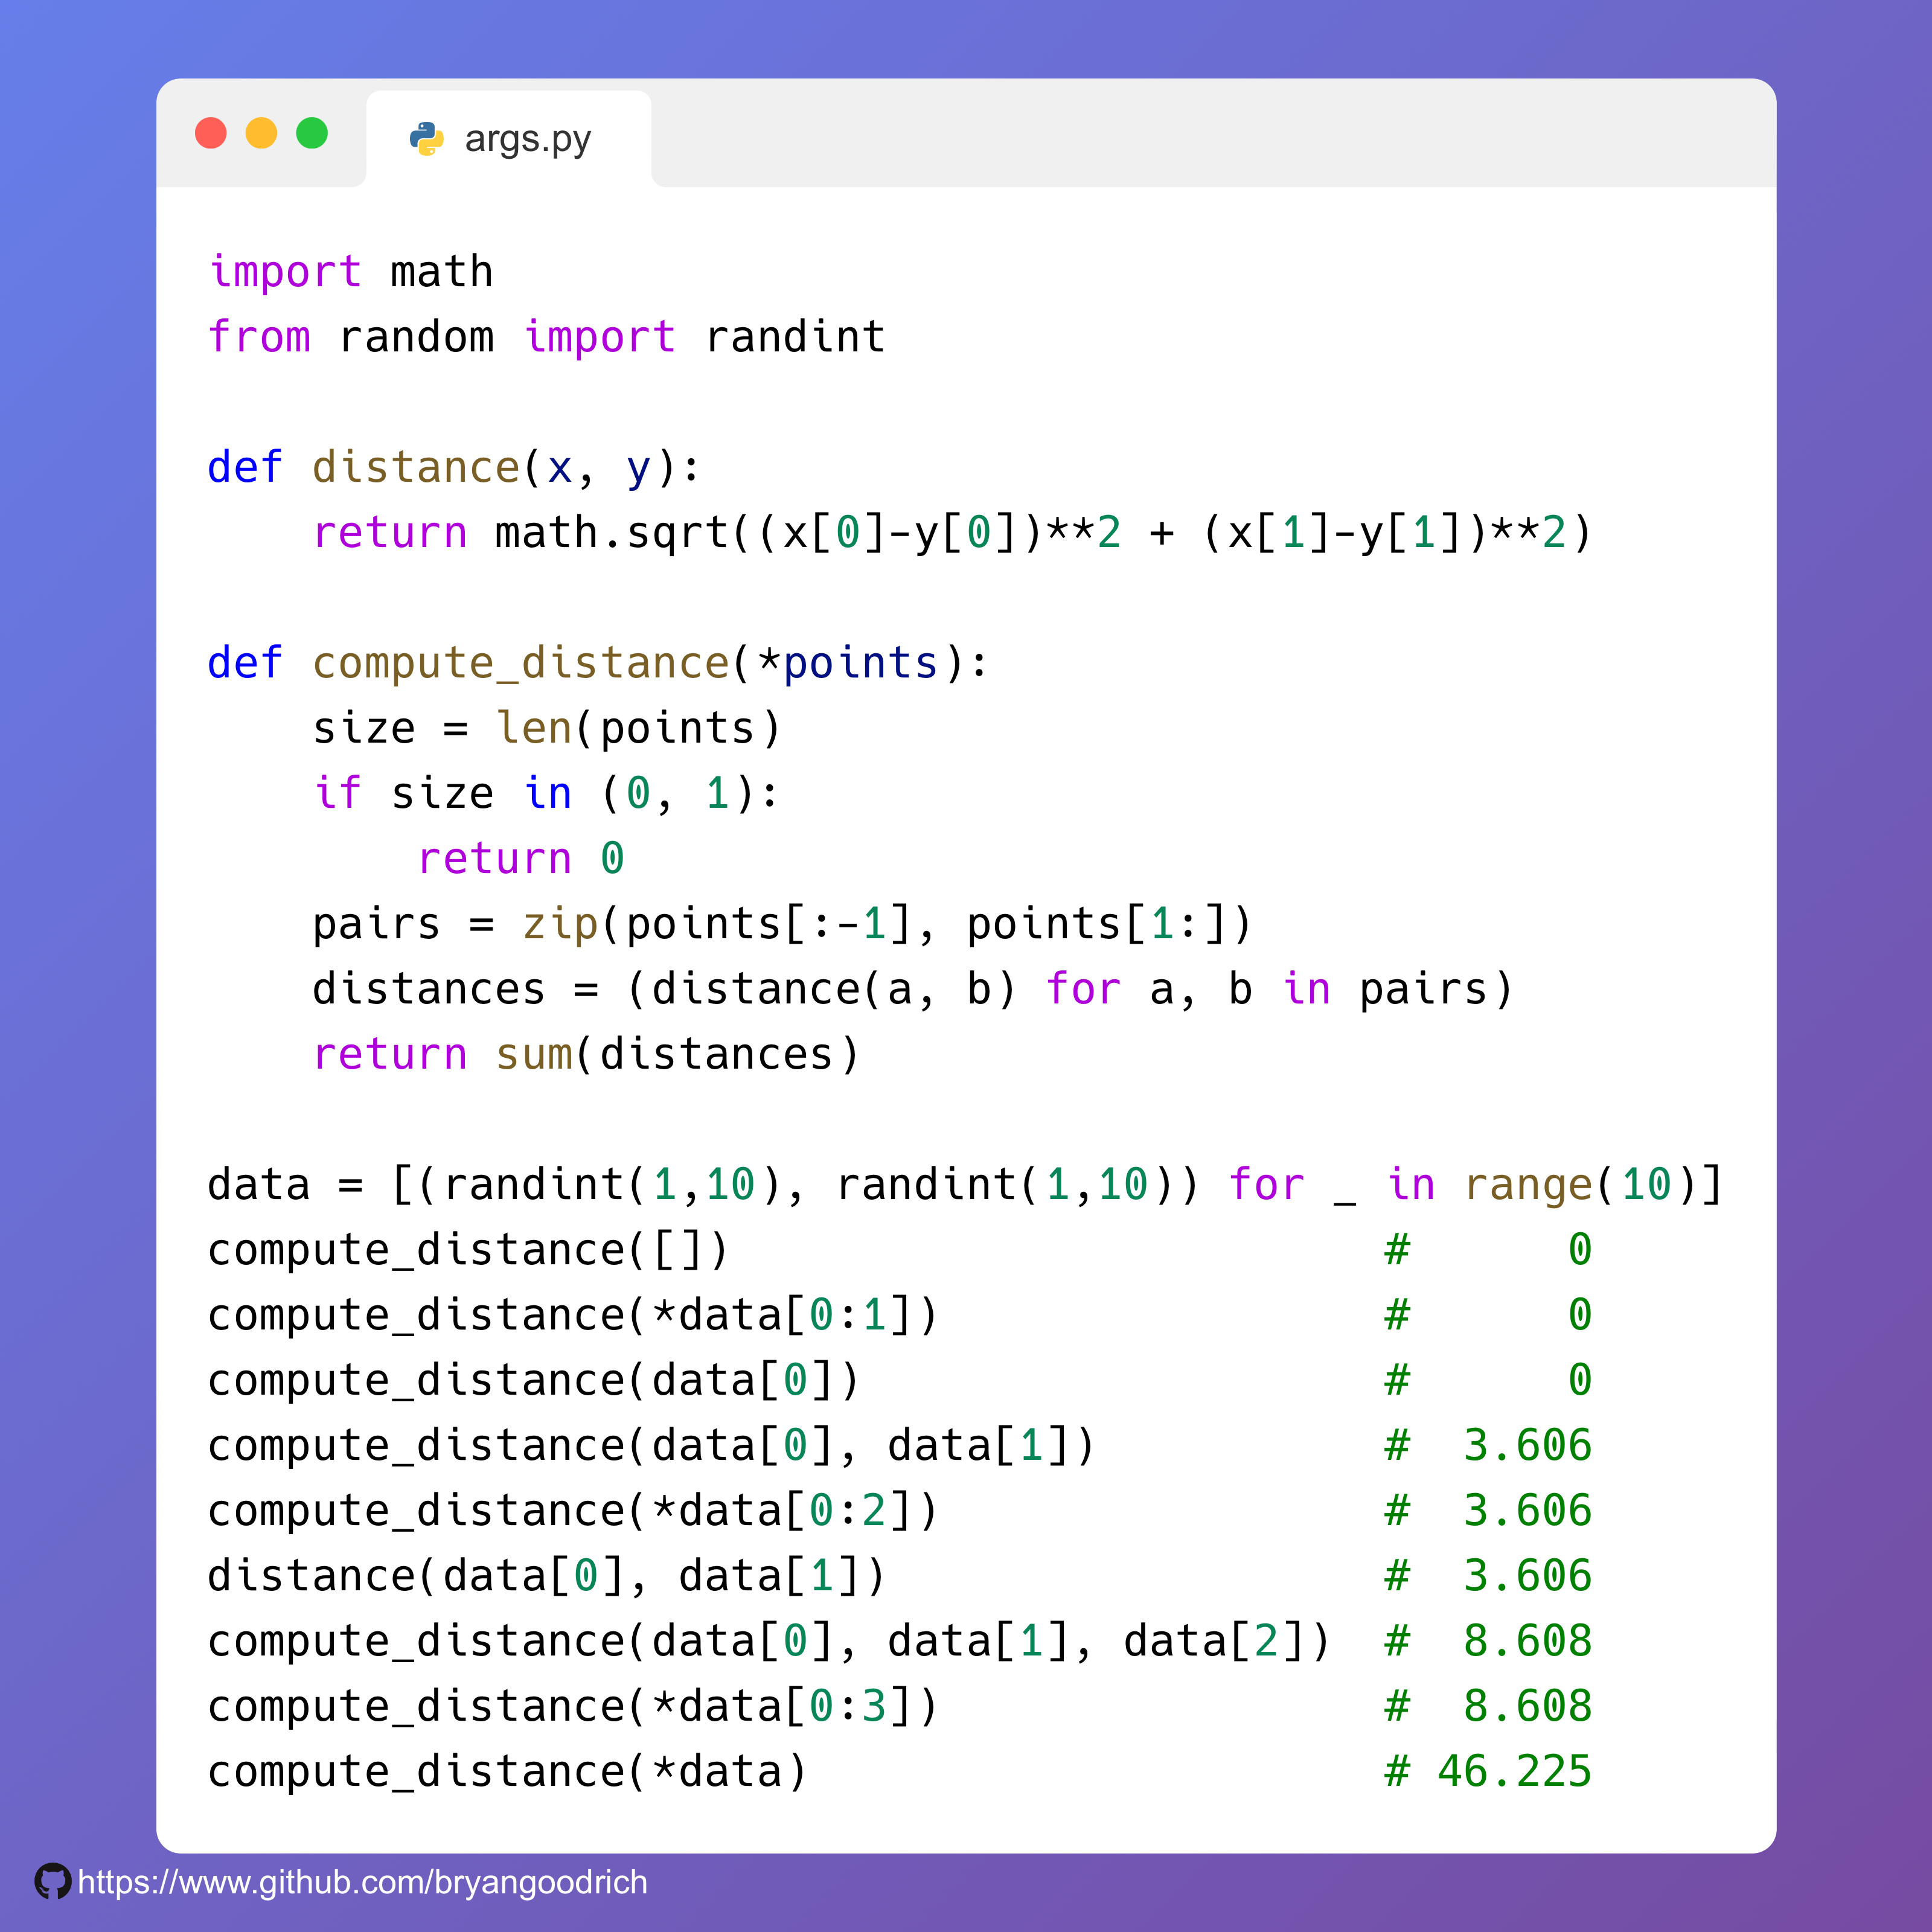 args.py
import math
from random import randint
def distance(x, y):
    return math.sqrt((x[0]-y[0])**2 + (x[1]-y[1])**2)
def compute_distance(*points):
    size = len(points)
    if size in (0, 1):
        return 0
    pairs = zip(points[:-1], points[1:])
    distances = (distance(a, b) for a, b in pairs)
    return sum(distances)
data = [(randint(1,10), randint(1,10)) for _ in range(10)]
compute_distance([])                         #      0
compute_distance(*data[0:1])                 #      0
compute_distance(data[0])                    #      0
compute_distance(data[0], data[1])           #  3.606
compute_distance(*data[0:2])                 #  3.606
distance(data[0], data[1])                   #  3.606
compute_distance(data[0], data[1], data[2])  #  8.608
compute_distance(*data[0:3])                 #  8.608
compute_distance(*data)                      # 46.225
https://www.github.com/bryangoodrich